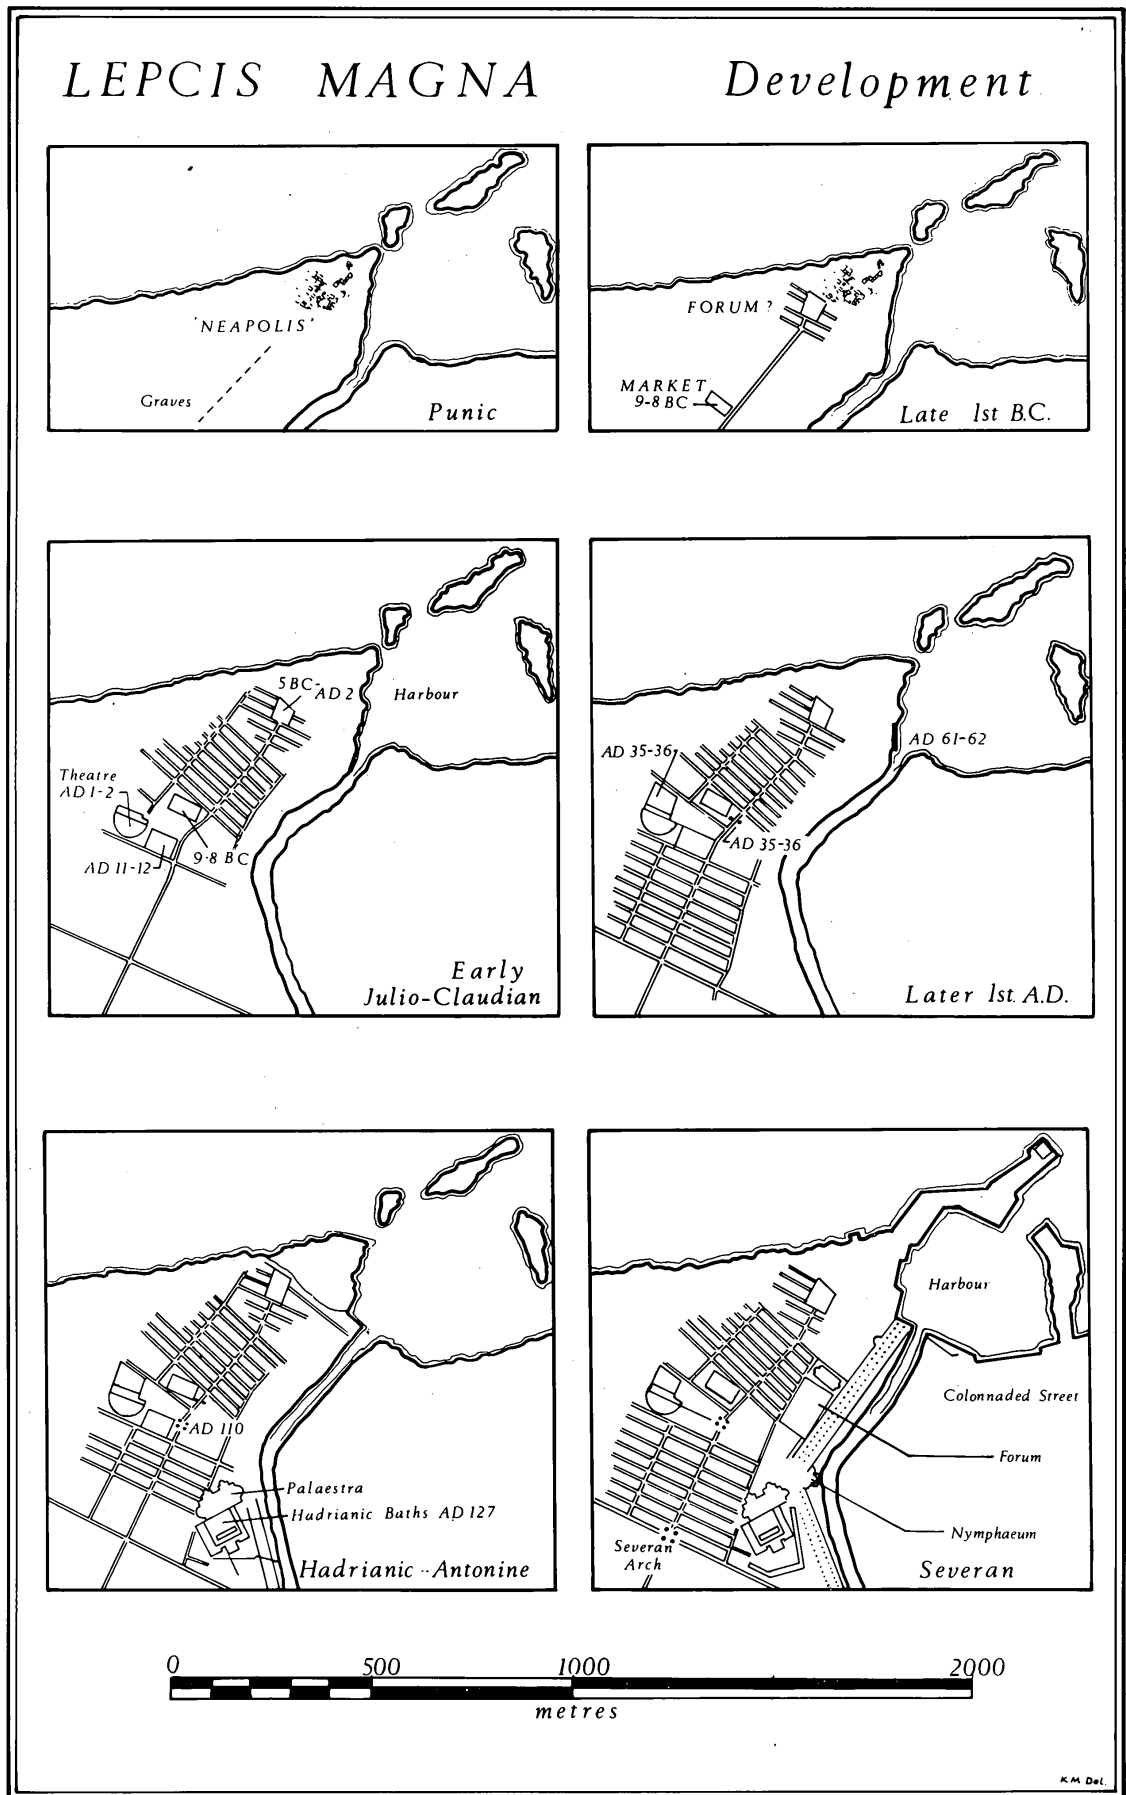 LEPCIS MAGNA Development
'NEAPOLIS'
Graves
Punic
FORUM ?
MARKET
9-8 BC
Late 1st B.C.
5 BC-
AD 2
Harbour
Theatre
AD 1-2
AD 11-12
9-8 BC
Early
Julio-Claudian
AD 35-36
AD 61-62
AD 35-36
Later 1st. A.D.
AD 110
Palaestra
Hadrianic Baths AD 127
Hadrianic - Antonine
Harbour
Colonnaded Street
Forum
Nymphaeum
Severan
Arch
Severan
0 500 1000 2000
metres
K M Del.